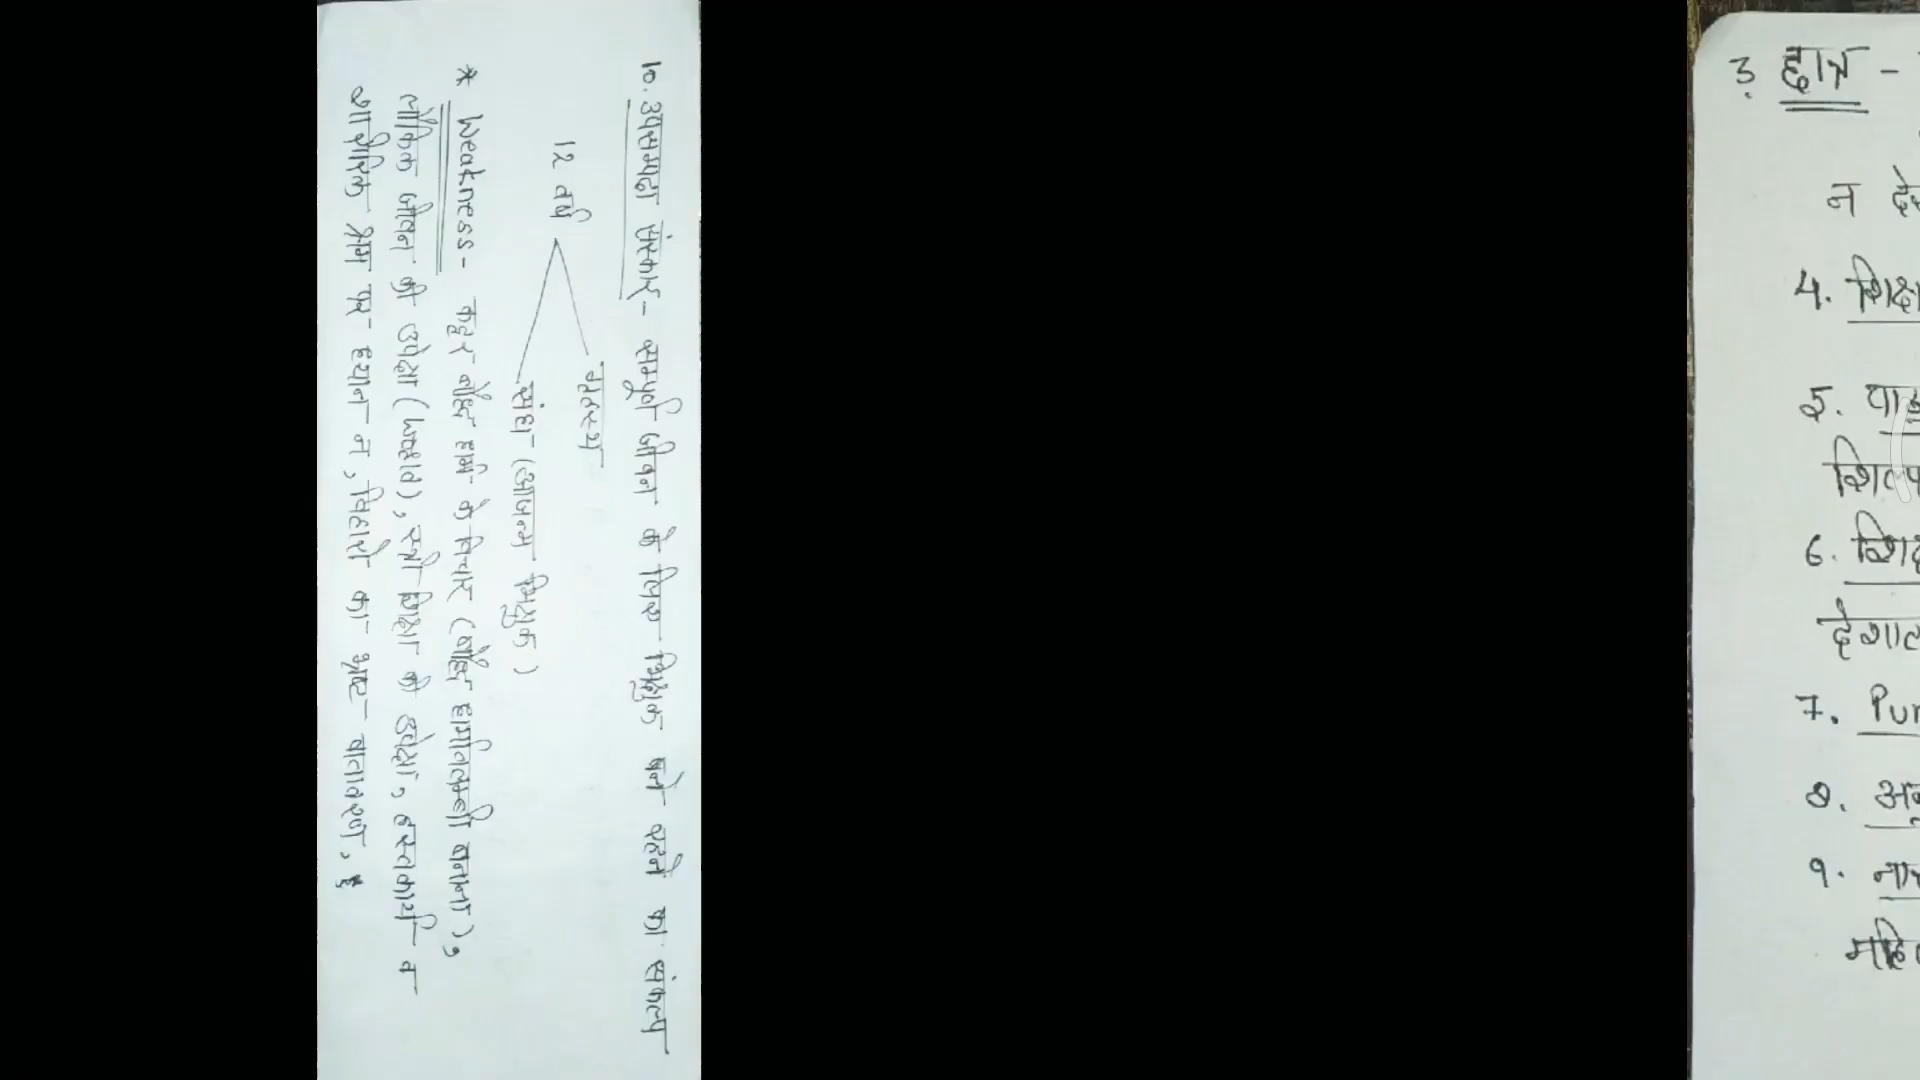 10. उपसम्पदा संस्कार - सम्पूर्ण जीवन के लिए भिक्षुक बने रहने का संकल्प
12 वर्ष
गृहस्थ
संघ (आजन्म भिक्षुक)
* Weakness - कट्टर बौद्ध धर्म के विचार (बौद्ध धर्मावलम्बी बनाना),
लौकिक जीवन की उपेक्षा (world), स्त्री शिक्षा की उपेक्षा, हस्तकार्य व
शारीरिक श्रम पर ध्यान न, विहारों का भ्रष्ट वातावरण,
3. छात्र -
न
4.
5.
6.
7.
8.
9.